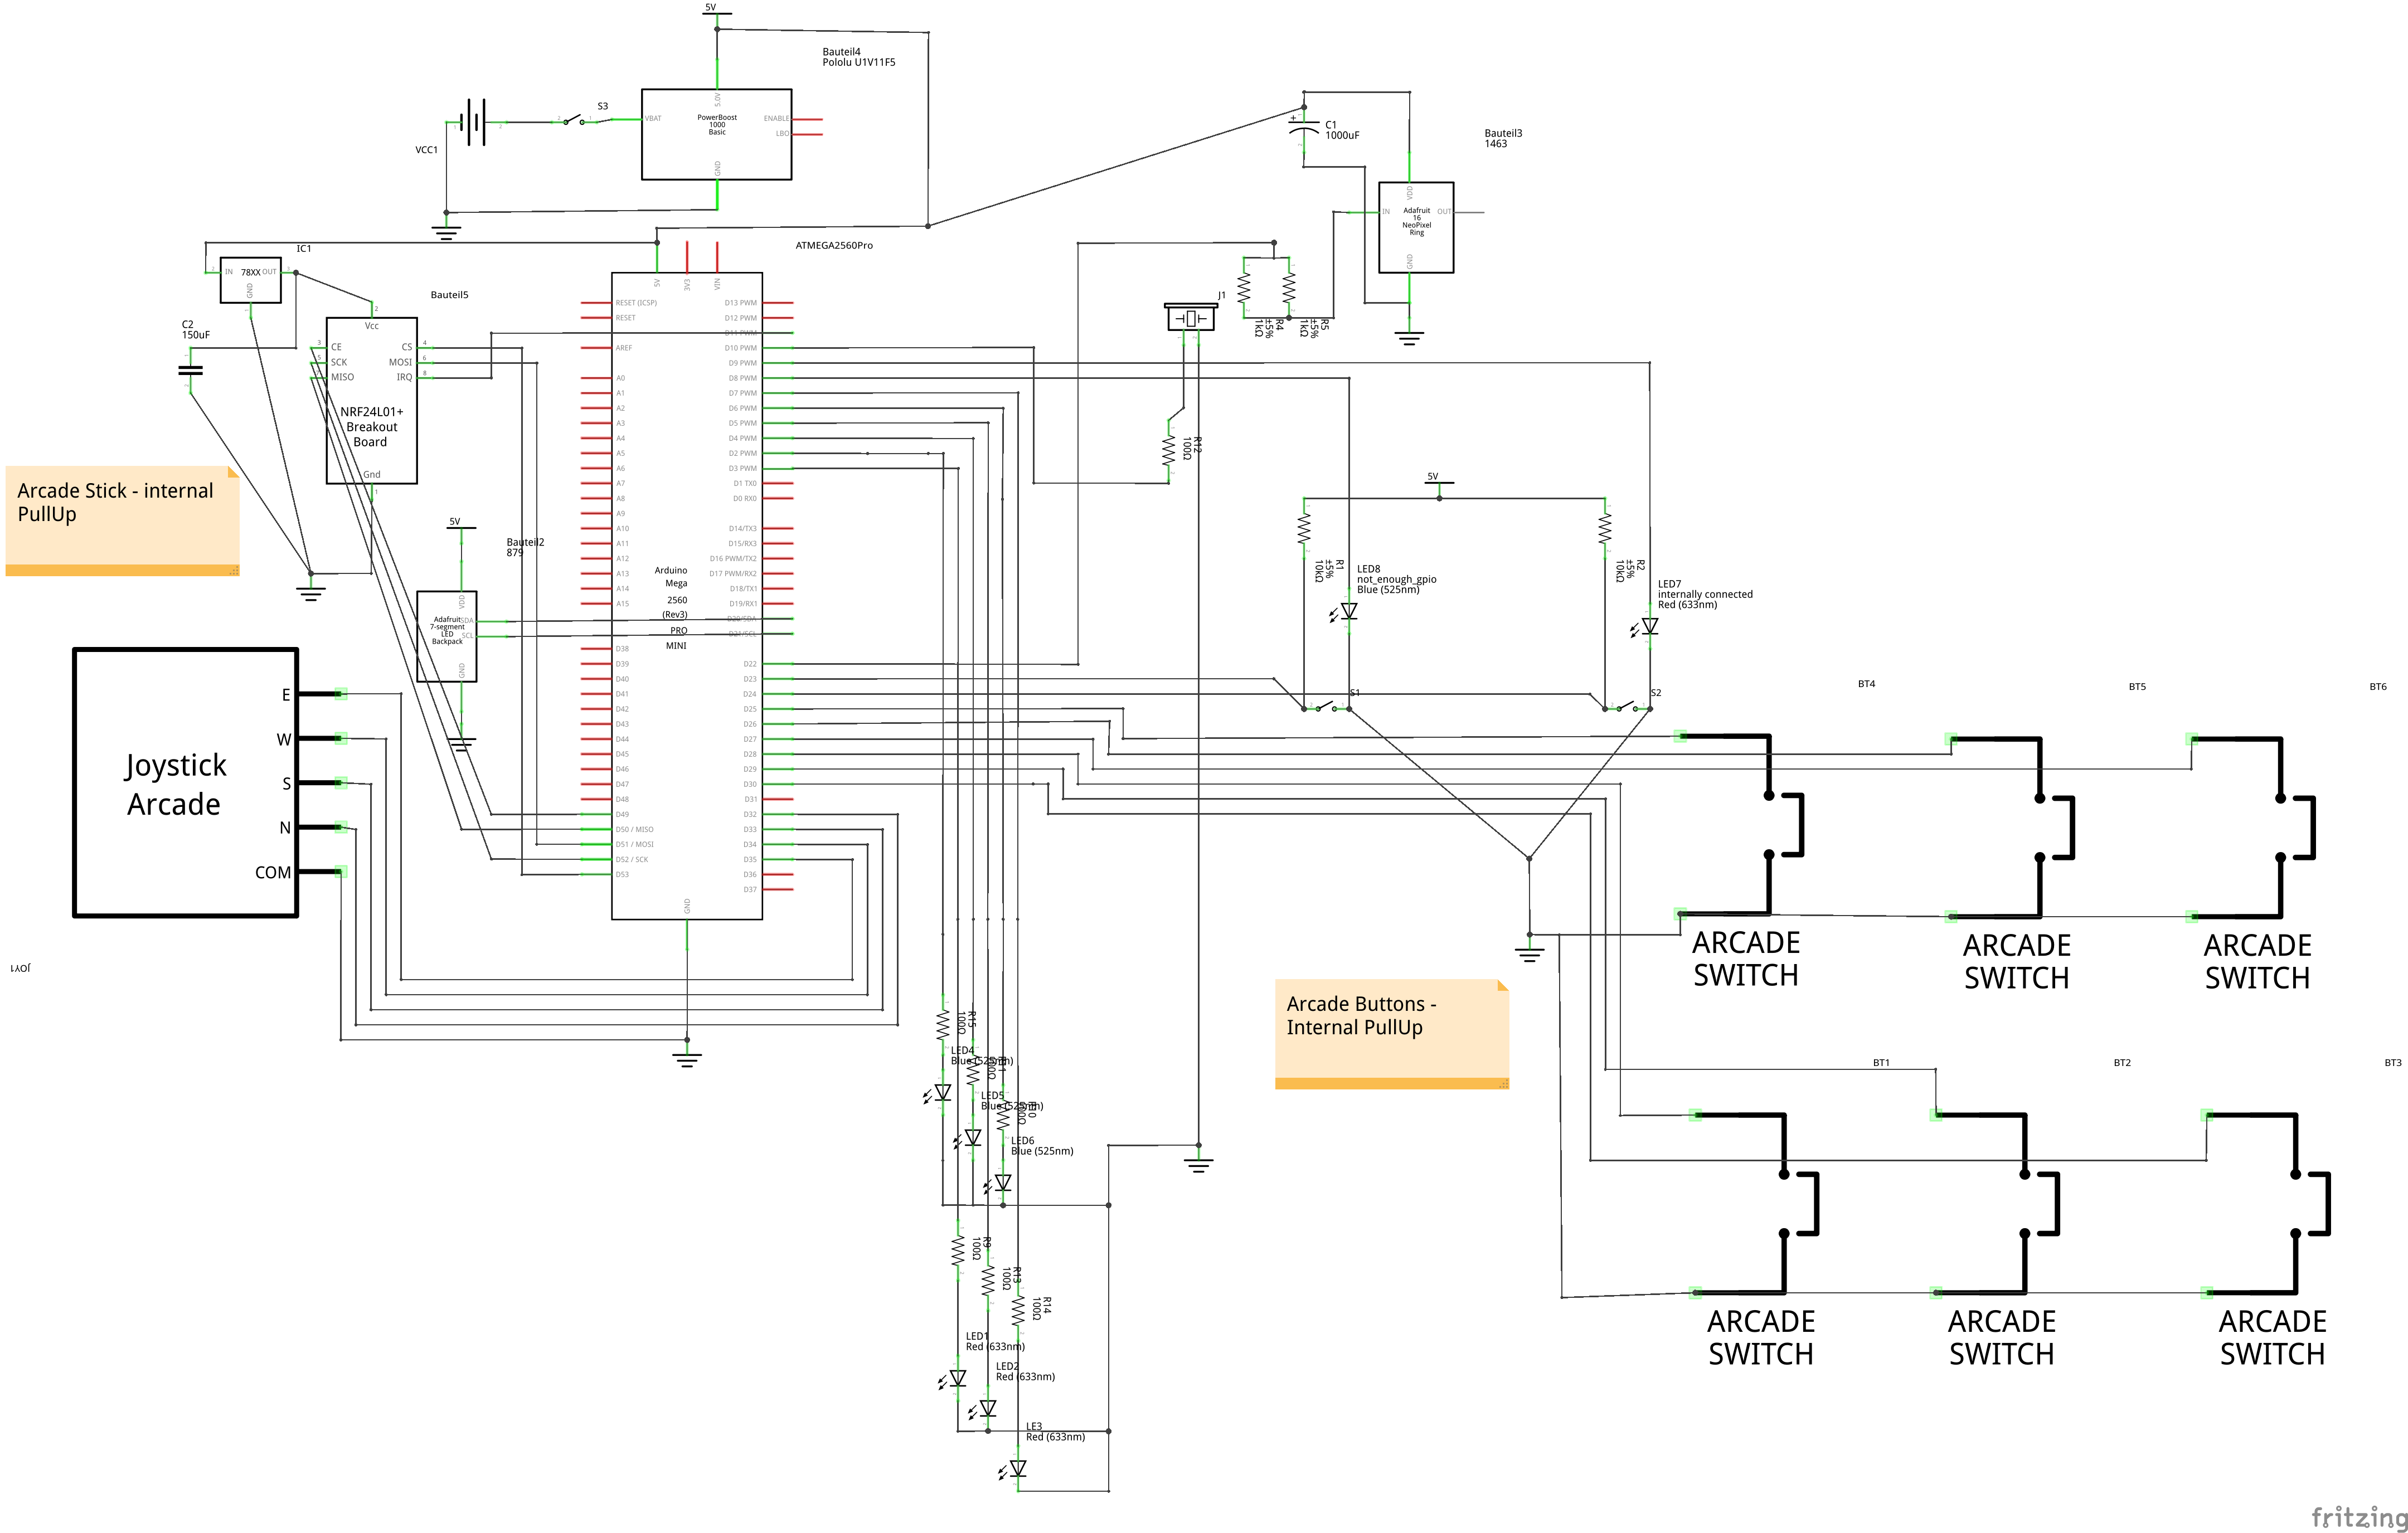 5V
Bauteil4
Pololu U1V11F5
5.0V
S3
VBAT
PowerBoost
1000
Basic
ENABLE
LBO
GND
VCC1
C1
1000uF
Bauteil3
1463
VDD
IN
Adafruit
16
NeoPixel
Ring
OUT
GND
IC1
IN
78XX
OUT
GND
C2
150uF
Bauteil5
Vcc
CE
SCK
MISO
CS
MOSI
IRQ
NRF24L01+
Breakout
Board
Gnd
ATMEGA2560Pro
5V
3V3
VIN
RESET (ICSP)
RESET
AREF
A0
A1
A2
A3
A4
A5
A6
A7
A8
A9
A10
A11
A12
A13
A14
A15
D38
D39
D40
D41
D42
D43
D44
D45
D46
D47
D48
D49
D50 / MISO
D51 / MOSI
D52 / SCK
D53
Arduino
Mega
2560
(Rev3)
PRO
MINI
D13 PWM
D12 PWM
D11 PWM
D10 PWM
D9 PWM
D8 PWM
D7 PWM
D6 PWM
D5 PWM
D4 PWM
D2 PWM
D3 PWM
D1 TX0
D0 RX0
D14/TX3
D15/RX3
D16 PWM/TX2
D17 PWM/RX2
D18/TX1
D19/RX1
D20/SDA
D21/SCL
D22
D23
D24
D25
D26
D27
D28
D29
D30
D31
D32
D33
D34
D35
D36
D37
GND
J1
R4
±5%
1kΩ
R5
±5%
1kΩ
R12
100Ω
Arcade Stick - internal
PullUp
5V
Bauteil2
879
VDD
Adafruit
7-segment
LED
Backpack
SDA
SCL
GND
5V
R1
±5%
10kΩ
LED8
not_enough_gpio
Blue (525nm)
R2
±5%
10kΩ
LED7
internally connected
Red (633nm)
S1
S2
Joystick
Arcade
E
W
S
N
COM
JOY1
BT4
BT5
BT6
ARCADE
SWITCH
ARCADE
SWITCH
ARCADE
SWITCH
Arcade Buttons -
Internal PullUp
BT1
BT2
BT3
ARCADE
SWITCH
ARCADE
SWITCH
ARCADE
SWITCH
R15
100Ω
LED4
Blue (525nm)
LED5
Blue (525nm)
LED6
Blue (525nm)
R9
100Ω
R13
100Ω
R14
100Ω
LED1
Red (633nm)
LED2
Red (633nm)
LE3
Red (633nm)
fritzing